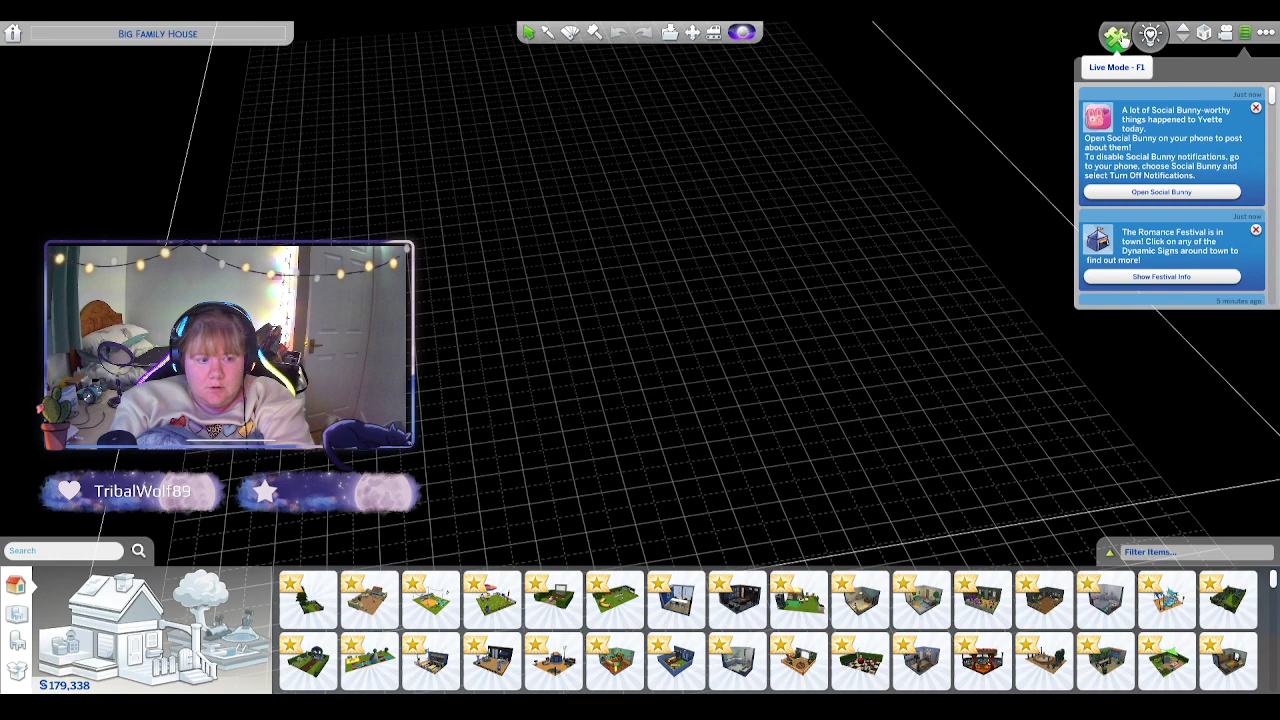 BIG FAMILY HOUSE
Live Mode - F1
Just now
A lot of Social Bunny-worthy
things happened to Yvette
today.
Open Social Bunny on your phone to post
about them!
To disable Social Bunny notifications, go
to your phone, choose Social Bunny and
select Turn Off Notifications.
Open Social Bunny
Just now
The Romance Festival is in
town! Click on any of the
Dynamic Signs around town to
find out more!
Show Festival Info
5 minutes ago
TribalWolf89
Search
Filter Items...
§179,338